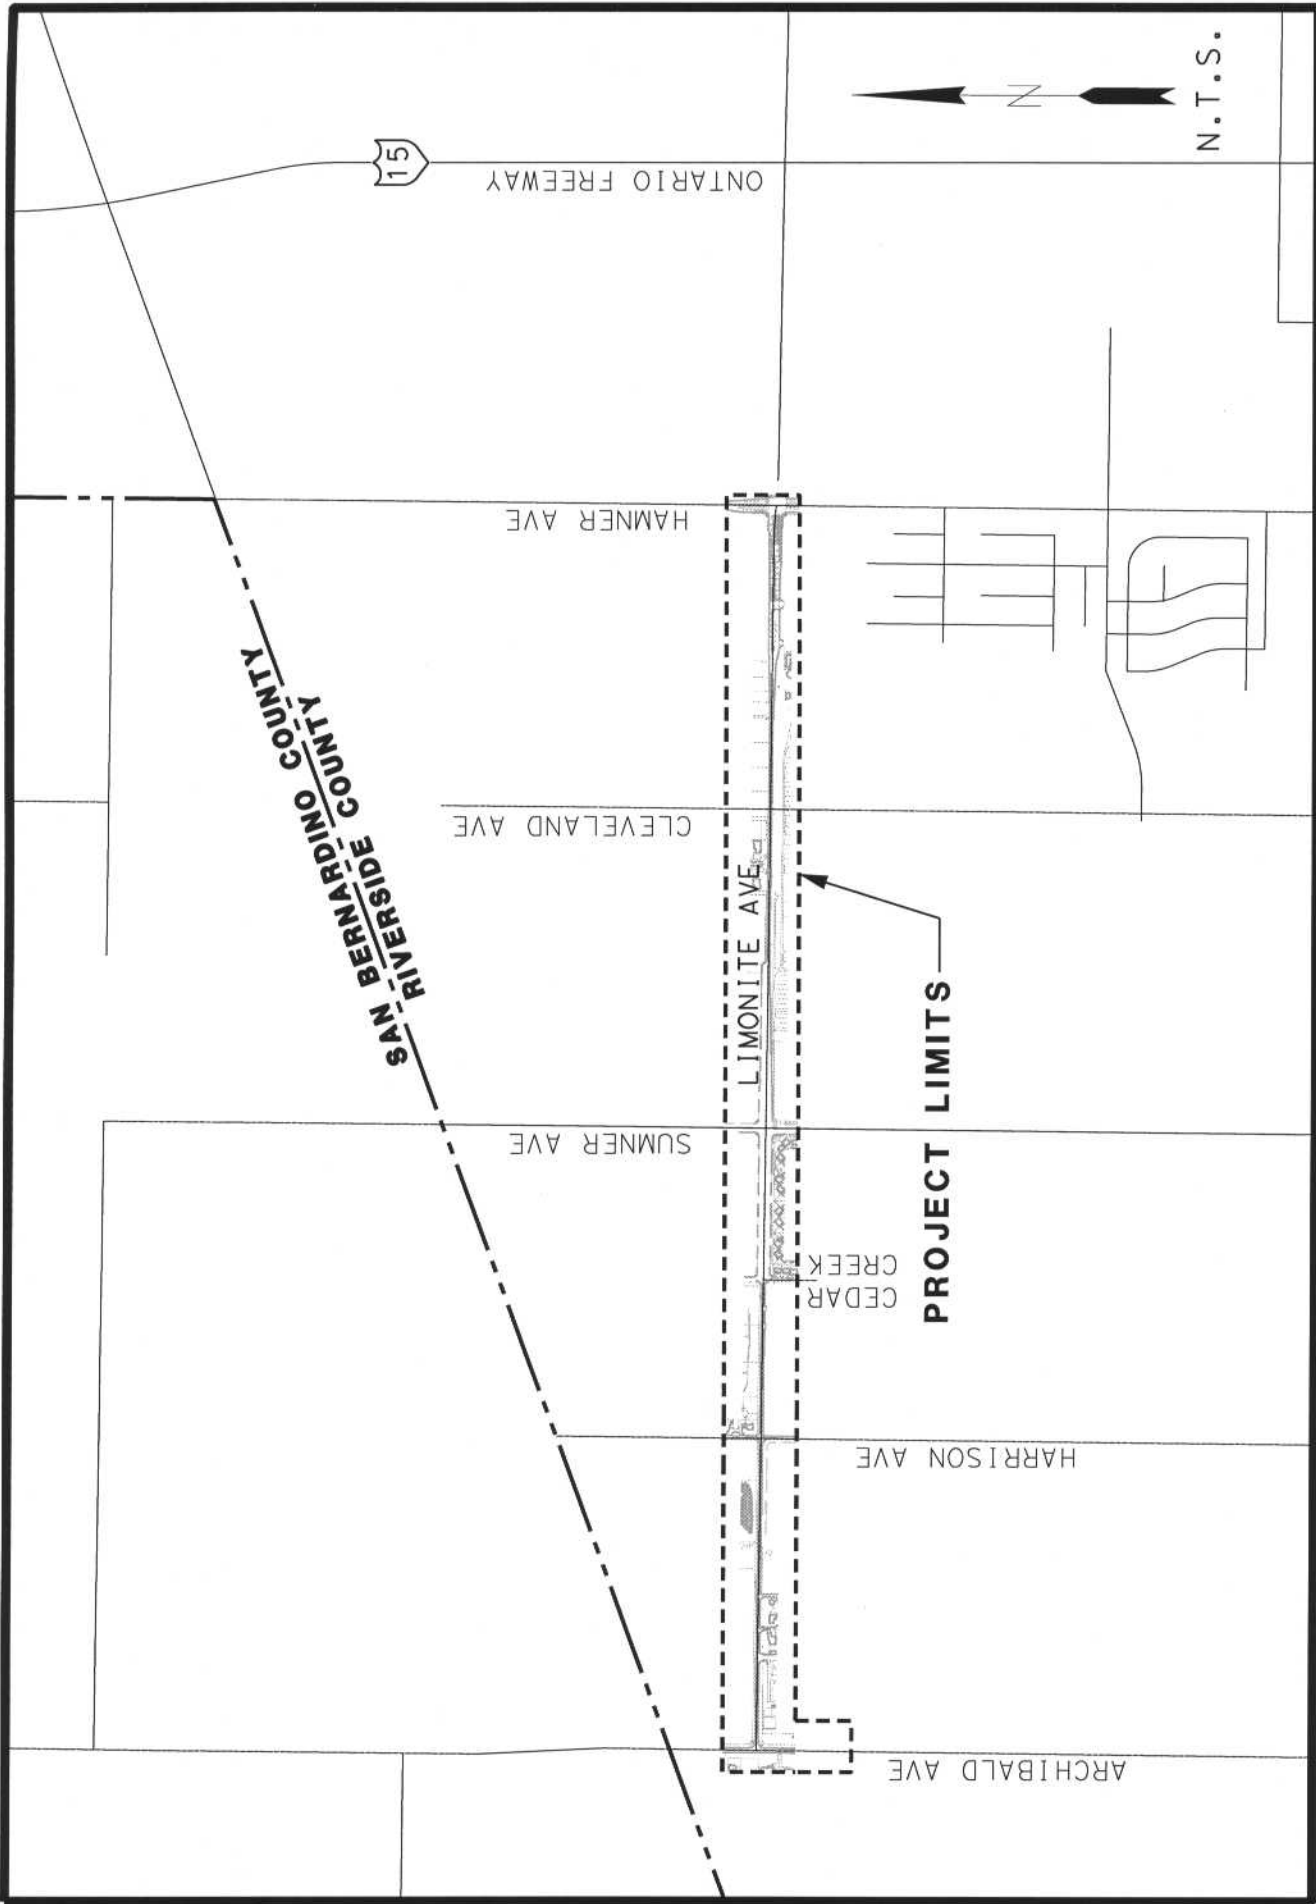 15
ONTARIO FREEWAY
N
N.T.S.
HAMNER AVE
SAN BERNARDINO COUNTY
RIVERSIDE COUNTY
CLEVELAND AVE
LIMONITE AVE
PROJECT LIMITS
SUMNER AVE
CEDAR
CREEK
HARRISON AVE
ARCHIBALD AVE